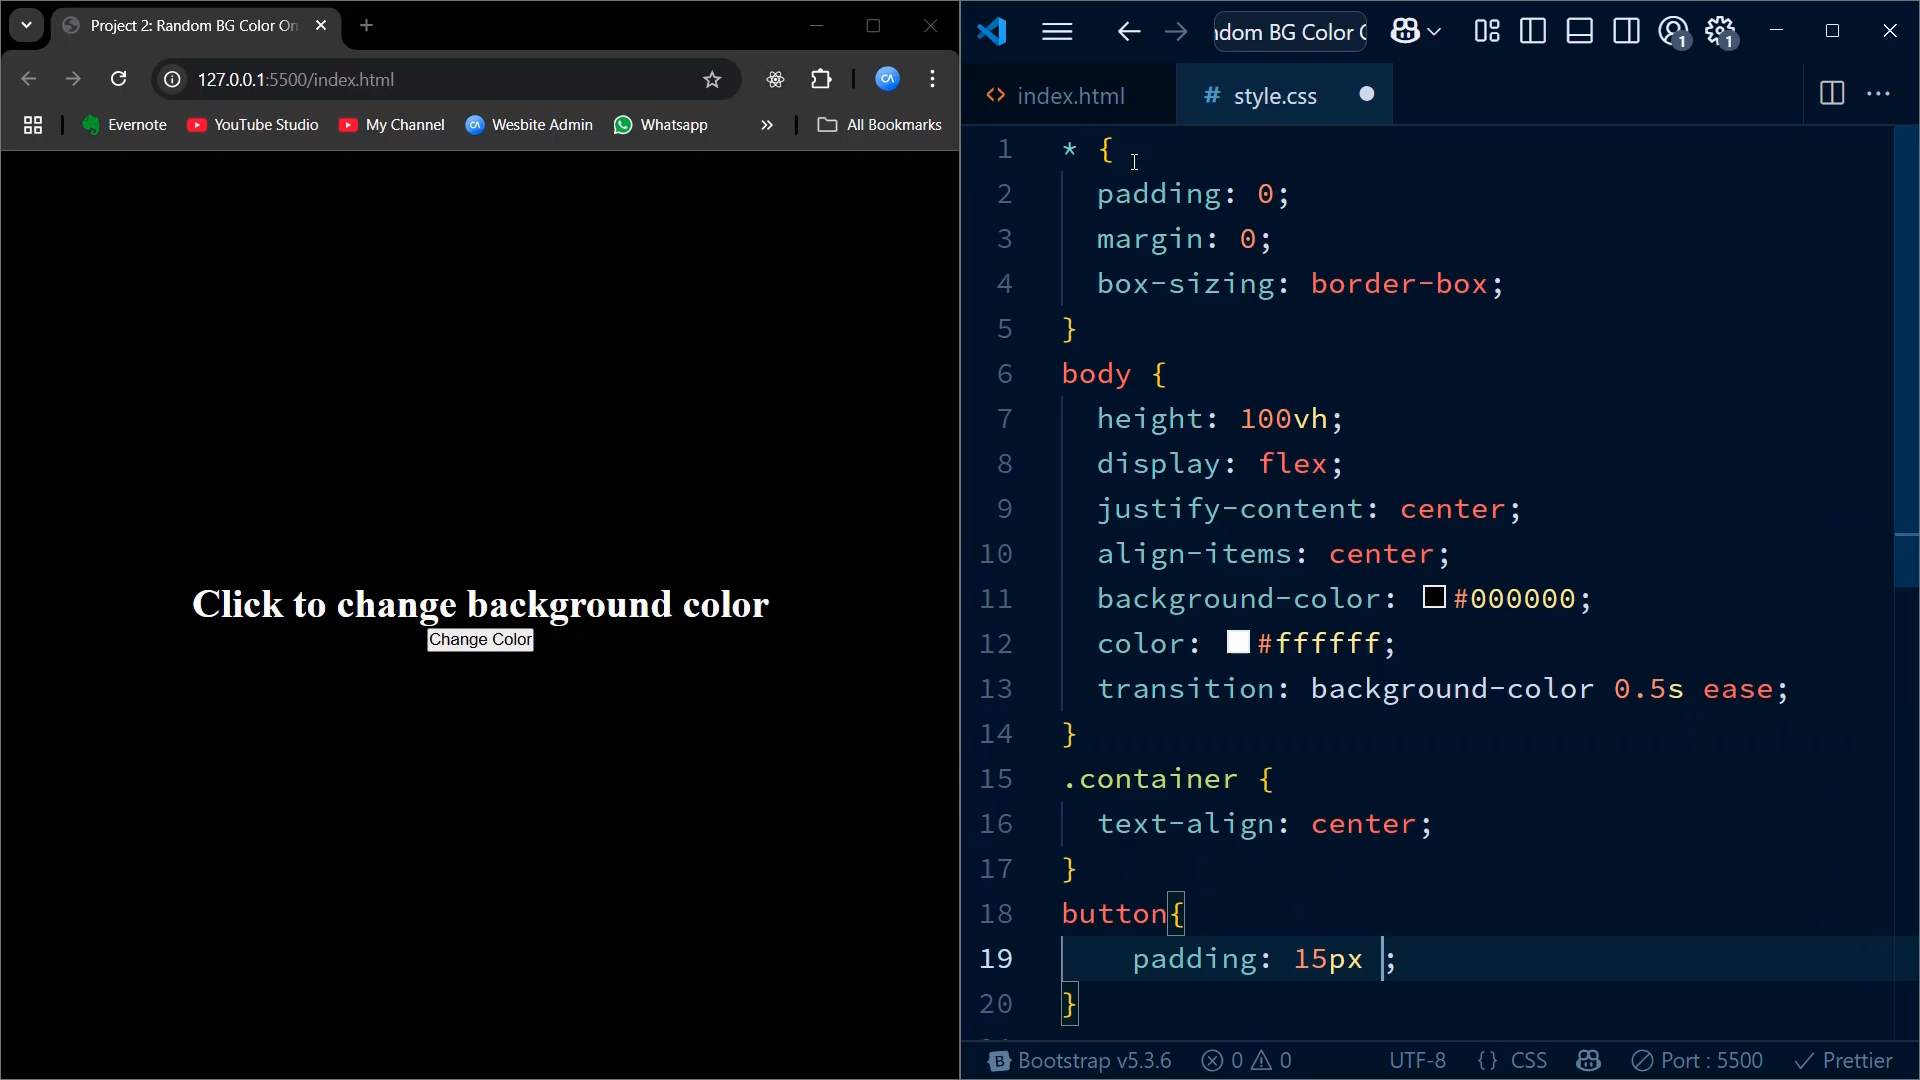 Project 2: Random BG Color On
127.0.0.1:5500/index.html
Evernote
YouTube Studio
My Channel
Wesbite Admin
Whatsapp
All Bookmarks
Click to change background color
Change Color
dom BG Color
1
1
index.html
# style.css
1 * {
2 padding: 0;
3 margin: 0;
4 box-sizing: border-box;
5 }
6 body {
7 height: 100vh;
8 display: flex;
9 justify-content: center;
10 align-items: center;
11 background-color: #000000;
12 color: #ffffff;
13 transition: background-color 0.5s ease;
14 }
15 .container {
16 text-align: center;
17 }
18 button{
19 padding: 15px ;
20 }
Bootstrap v5.3.6
0
0
UTF-8
{} CSS
Port : 5500
Prettier